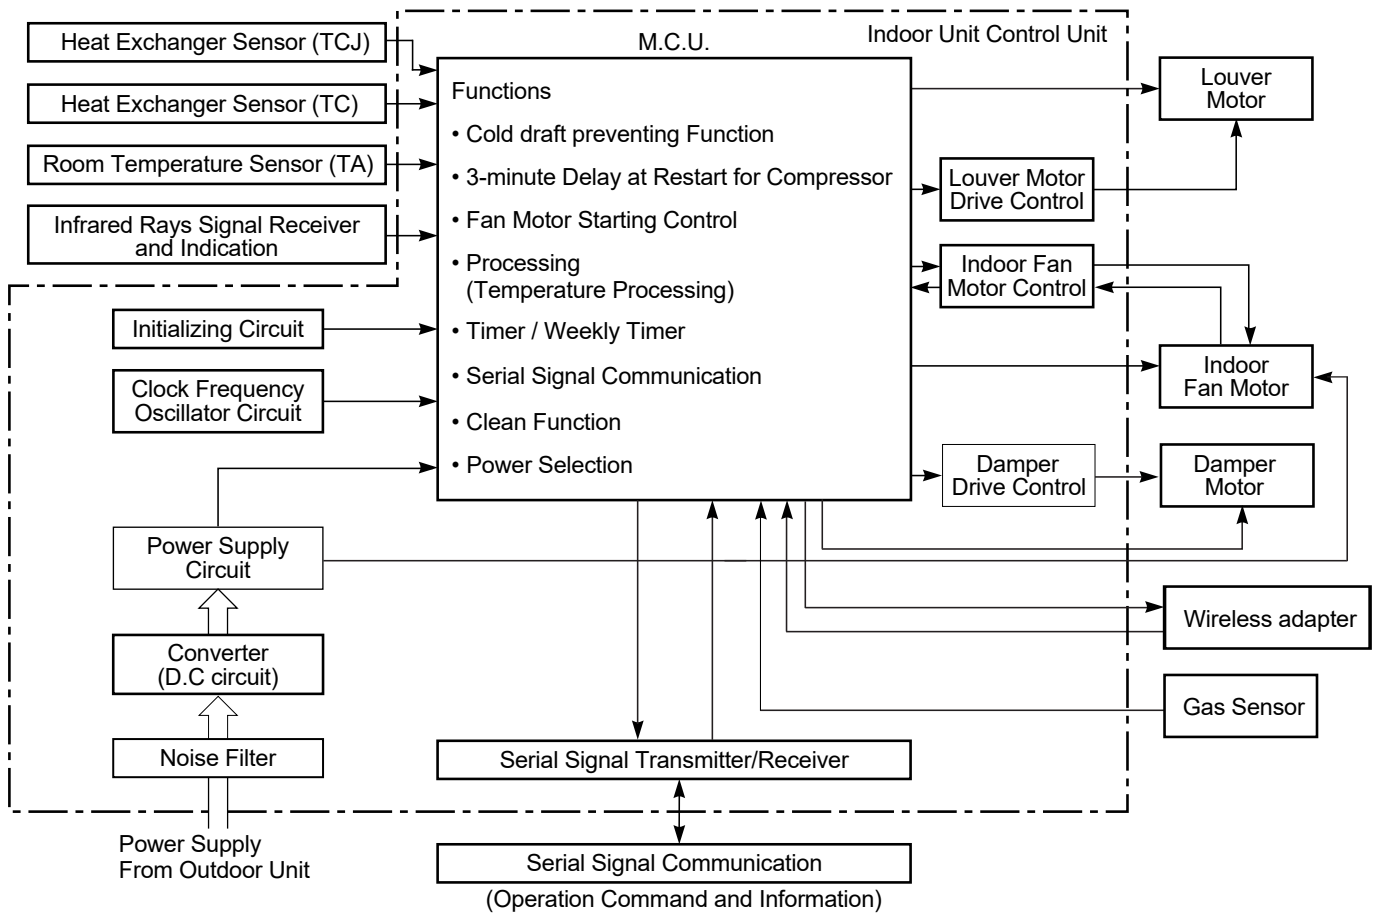 Heat Exchanger Sensor (TCJ)
Heat Exchanger Sensor (TC)
Room Temperature Sensor (TA)
Infrared Rays Signal Receiver
and Indication
Initializing Circuit
Clock Frequency
Oscillator Circuit
Power Supply
Circuit
Converter
(D.C circuit)
Noise Filter
Power Supply
From Outdoor Unit
M.C.U.
Functions
• Cold draft preventing Function
• 3-minute Delay at Restart for Compressor
• Fan Motor Starting Control
• Processing
(Temperature Processing)
• Timer / Weekly Timer
• Serial Signal Communication
• Clean Function
• Power Selection
Indoor Unit Control Unit
Louver
Motor
Louver Motor
Drive Control
Indoor Fan
Motor Control
Indoor
Fan Motor
Damper
Drive Control
Damper
Motor
Wireless adapter
Gas Sensor
Serial Signal Transmitter/Receiver
Serial Signal Communication
(Operation Command and Information)